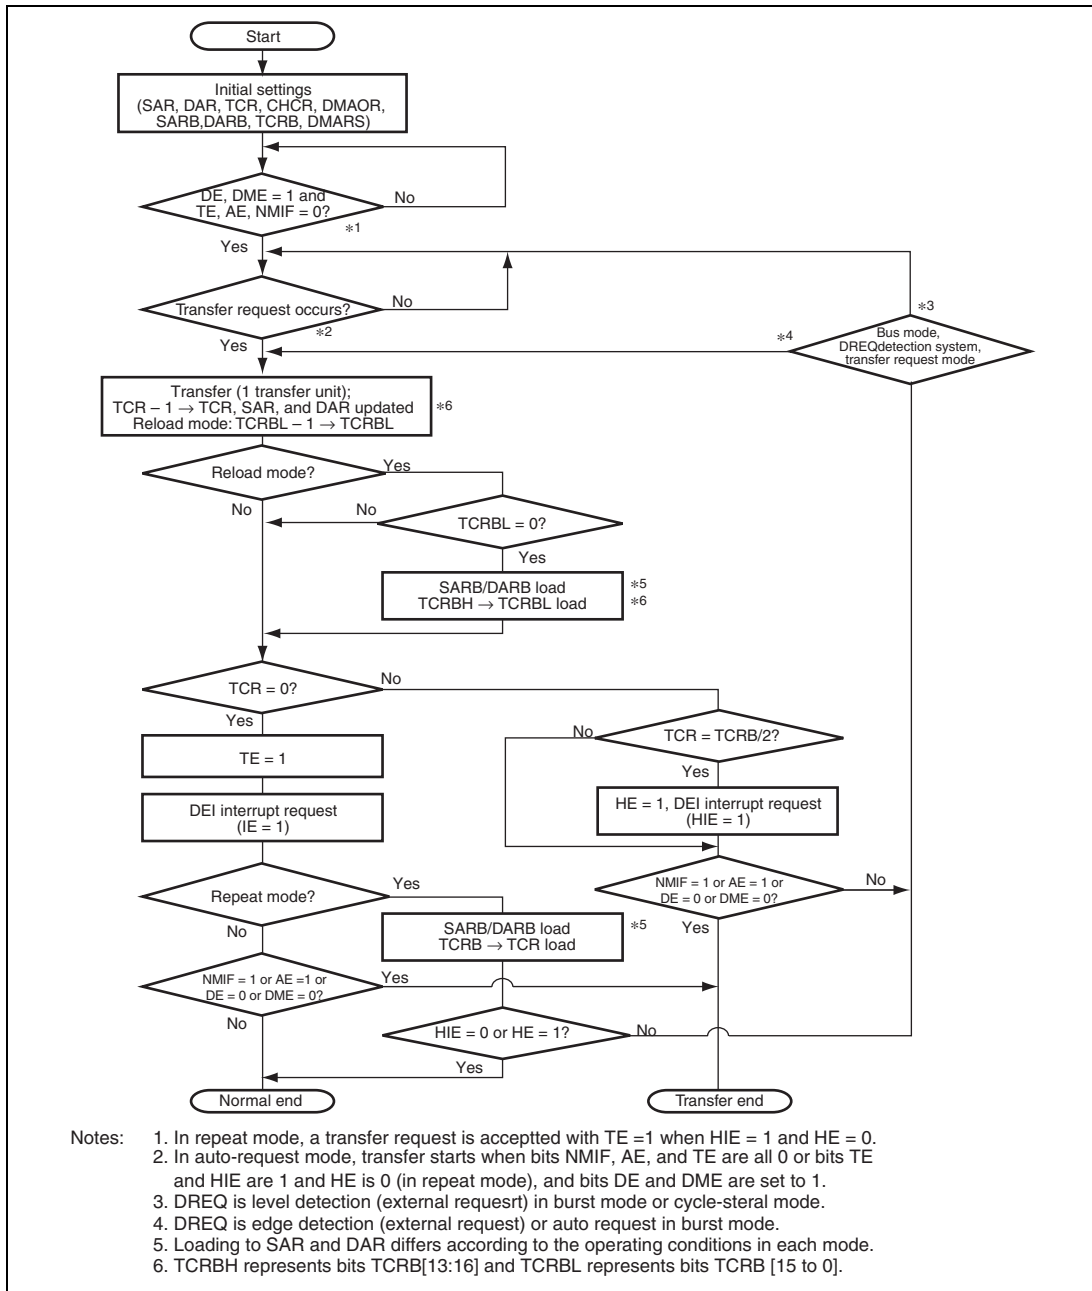 Start
Initial settings
(SAR, DAR, TCR, CHCR, DMAOR,
SARB,DARB, TCRB, DMARS)
DE, DME = 1 and
TE, AE, NMIF = 0?
No
*1
Yes
Transfer request occurs?
No
*2
Yes
*3
*4
Bus mode,
DREQdetection system,
transfer request mode
Transfer (1 transfer unit);
TCR – 1 → TCR, SAR, and DAR updated
Reload mode: TCRBL – 1 → TCRBL
*6
Reload mode?
Yes
No
No
TCRBL = 0?
Yes
SARB/DARB load
TCRBH → TCRBL load
*5
*6
TCR = 0?
No
Yes
No
TCR = TCRB/2?
Yes
TE = 1
HE = 1, DEI interrupt request
(HIE = 1)
DEI interrupt request
(IE = 1)
NMIF = 1 or AE = 1 or
DE = 0 or DME = 0?
No
Yes
Repeat mode?
Yes
No
SARB/DARB load
TCRB → TCR load
*5
NMIF = 1 or AE =1 or
DE = 0 or DME = 0?
Yes
No
HIE = 0 or HE = 1?
No
Yes
Normal end
Transfer end
Notes: 1. In repeat mode, a transfer request is acceptted with TE =1 when HIE = 1 and HE = 0.
2. In auto-request mode, transfer starts when bits NMIF, AE, and TE are all 0 or bits TE
and HIE are 1 and HE is 0 (in repeat mode), and bits DE and DME are set to 1.
3. DREQ is level detection (external requesrt) in burst mode or cycle-steral mode.
4. DREQ is edge detection (external request) or auto request in burst mode.
5. Loading to SAR and DAR differs according to the operating conditions in each mode.
6. TCRBH represents bits TCRB[13:16] and TCRBL represents bits TCRB [15 to 0].